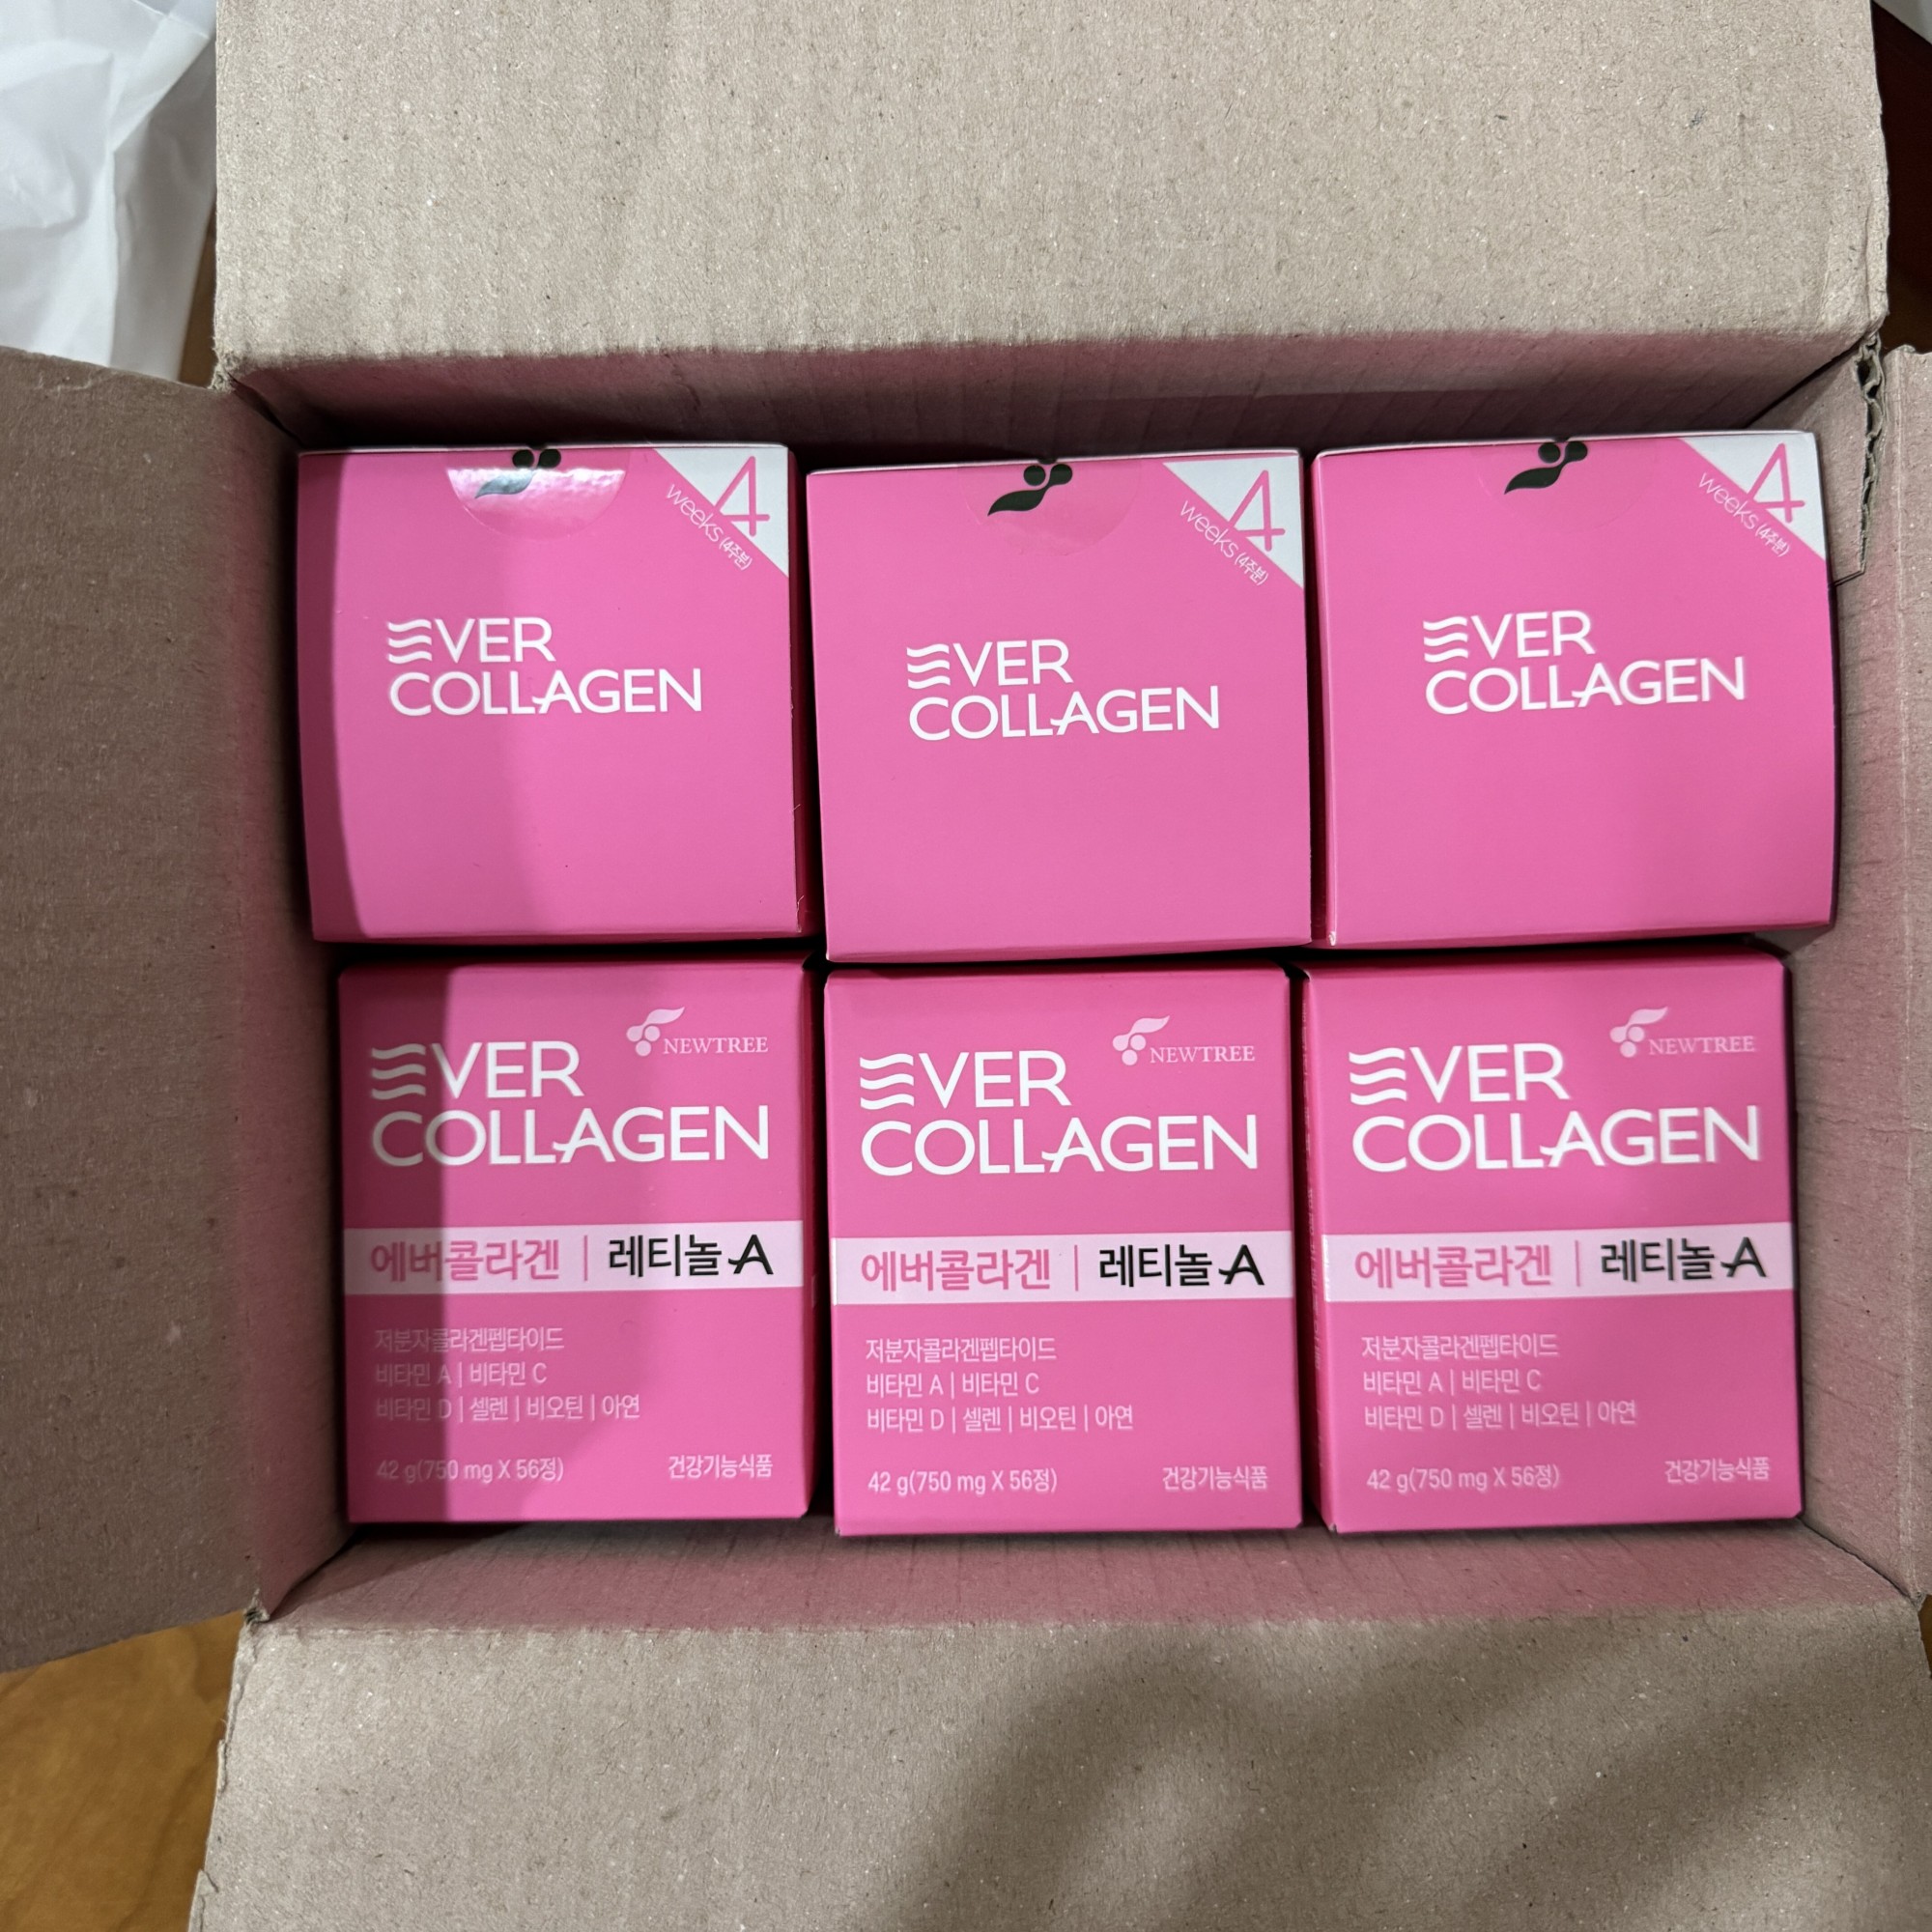 4
weeks (4주분)
EVER
COLLAGEN
4
weeks (4주분)
EVER
COLLAGEN
4
weeks (4주분)
EVER
COLLAGEN
NEWTREE
EVER
COLLAGEN
에버콜라겐 | 레티놀 A
저분자콜라겐펩타이드
비타민 A | 비타민 C
비타민 D | 셀렌 | 비오틴 | 아연
42 g(750 mg X 56정) 건강기능식품
NEWTREE
EVER
COLLAGEN
에버콜라겐 | 레티놀 A
저분자콜라겐펩타이드
비타민 A | 비타민 C
비타민 D | 셀렌 | 비오틴 | 아연
42 g(750 mg X 56정) 건강기능식품
NEWTREE
EVER
COLLAGEN
에버콜라겐 | 레티놀 A
저분자콜라겐펩타이드
비타민 A | 비타민 C
비타민 D | 셀렌 | 비오틴 | 아연
42 g(750 mg X 56정) 건강기능식품